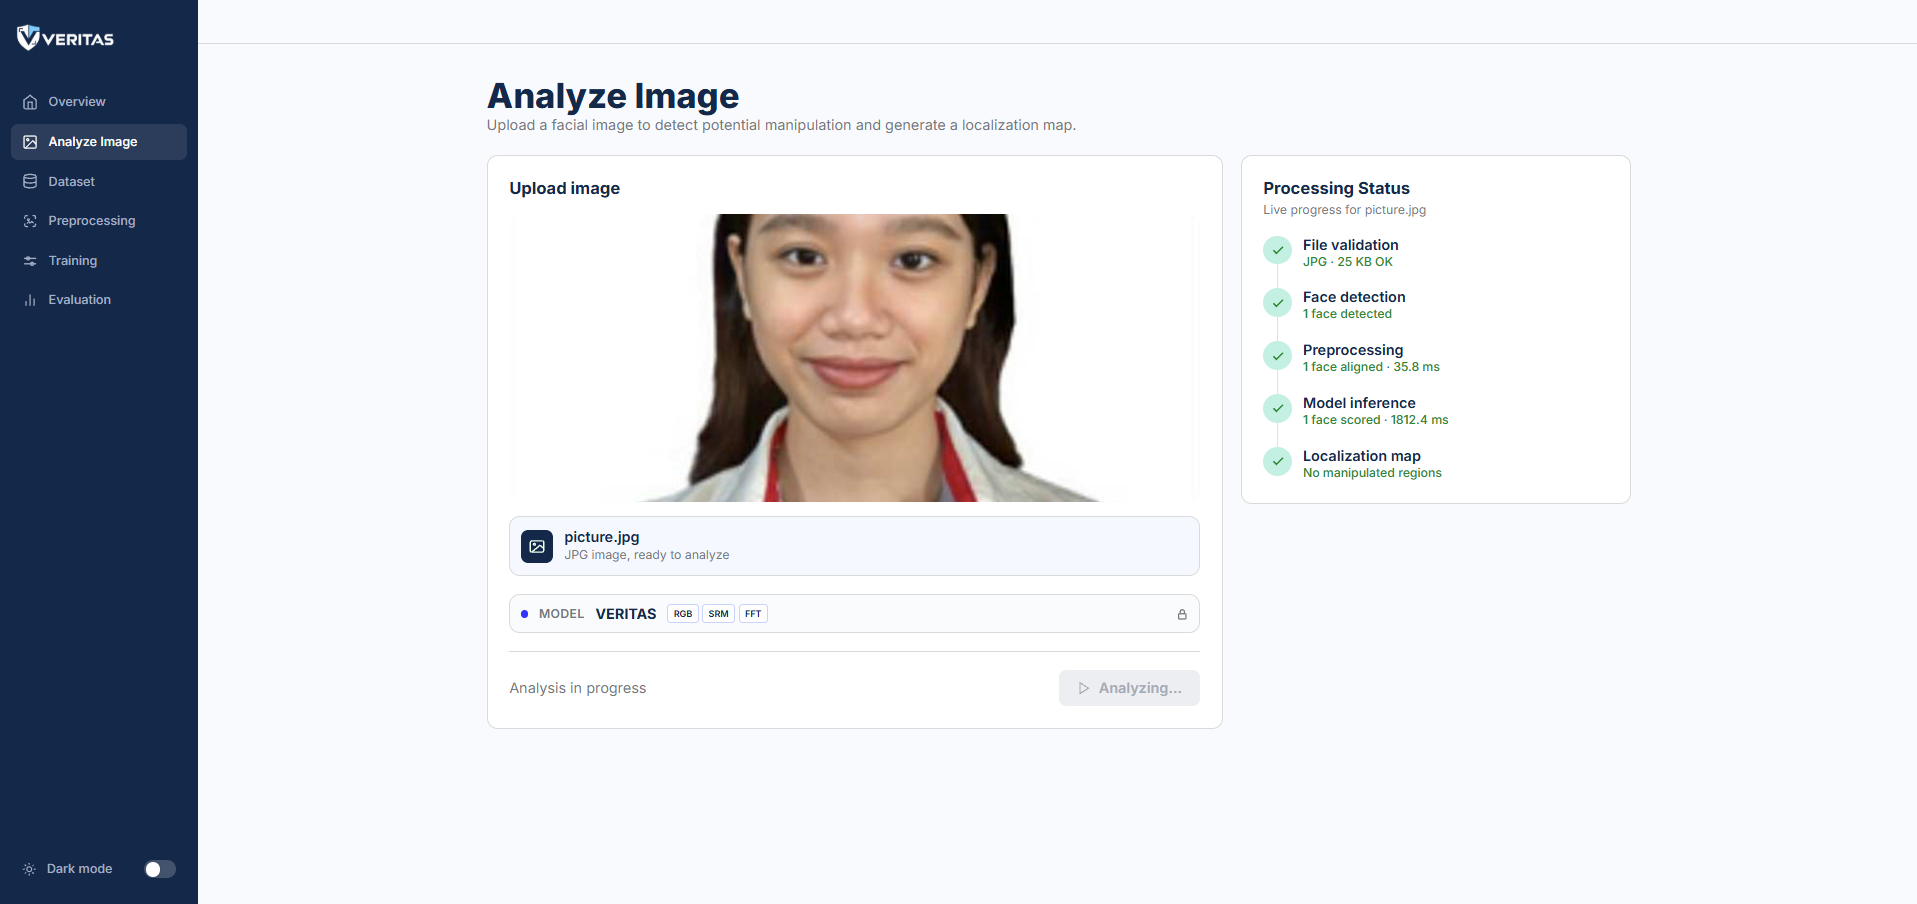 VERITAS
Overview
Analyze Image
Dataset
Preprocessing
Training
Evaluation
Dark mode
Analyze Image
Upload a facial image to detect potential manipulation and generate a localization map.
Upload image
picture.jpg
JPG image, ready to analyze
MODEL VERITAS RGB SRM FFT
Analysis in progress
Analyzing...
Processing Status
Live progress for picture.jpg
File validation
JPG · 25 KB OK
Face detection
1 face detected
Preprocessing
1 face aligned · 35.8 ms
Model inference
1 face scored · 1812.4 ms
Localization map
No manipulated regions